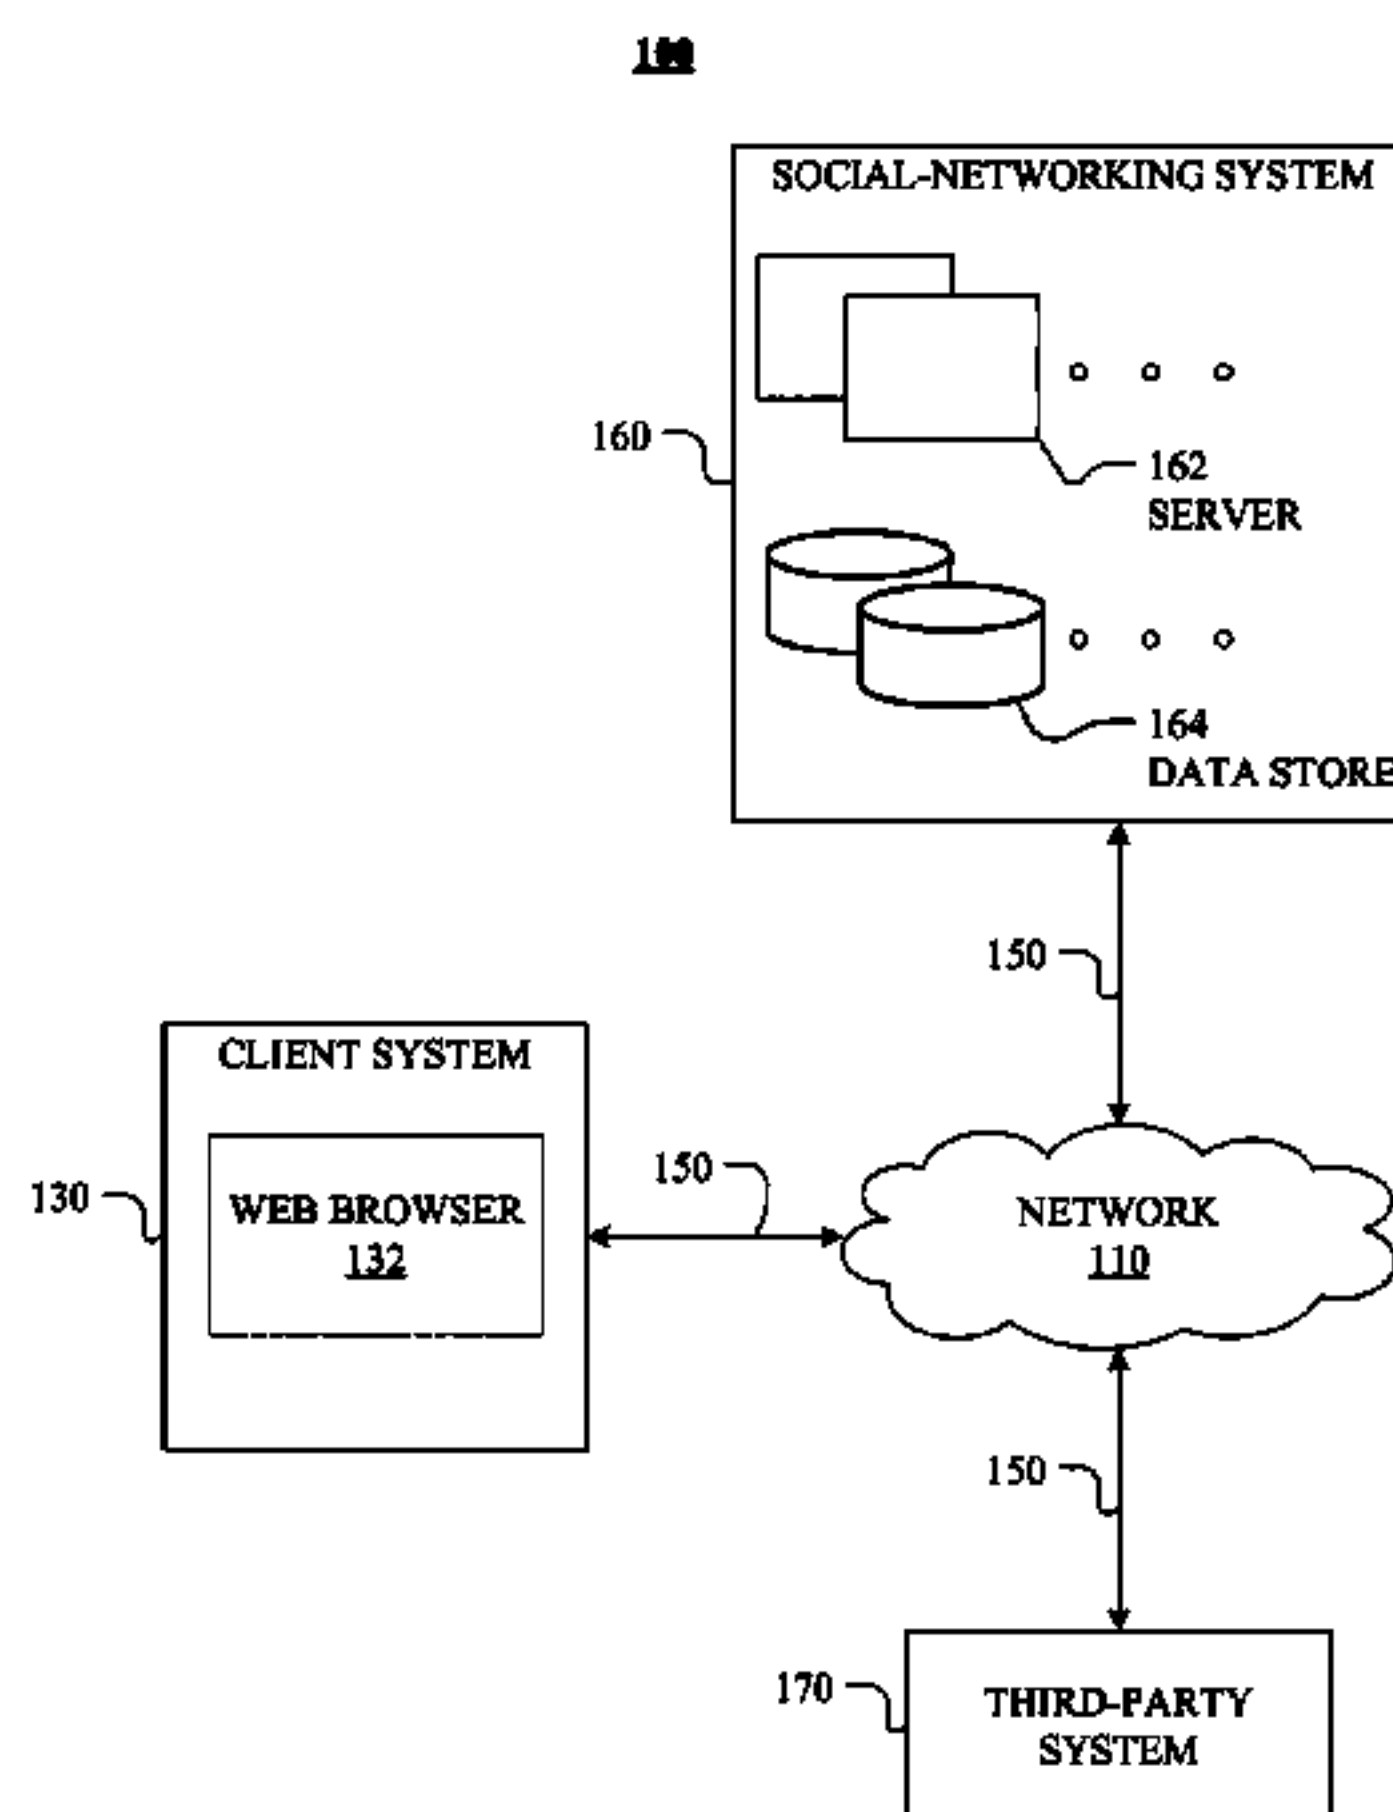 100
SOCIAL-NETWORKING SYSTEM
160
162
SERVER
164
DATA STORE
150
CLIENT SYSTEM
130
WEB BROWSER
132
150
NETWORK
110
150
170
THIRD-PARTY
SYSTEM